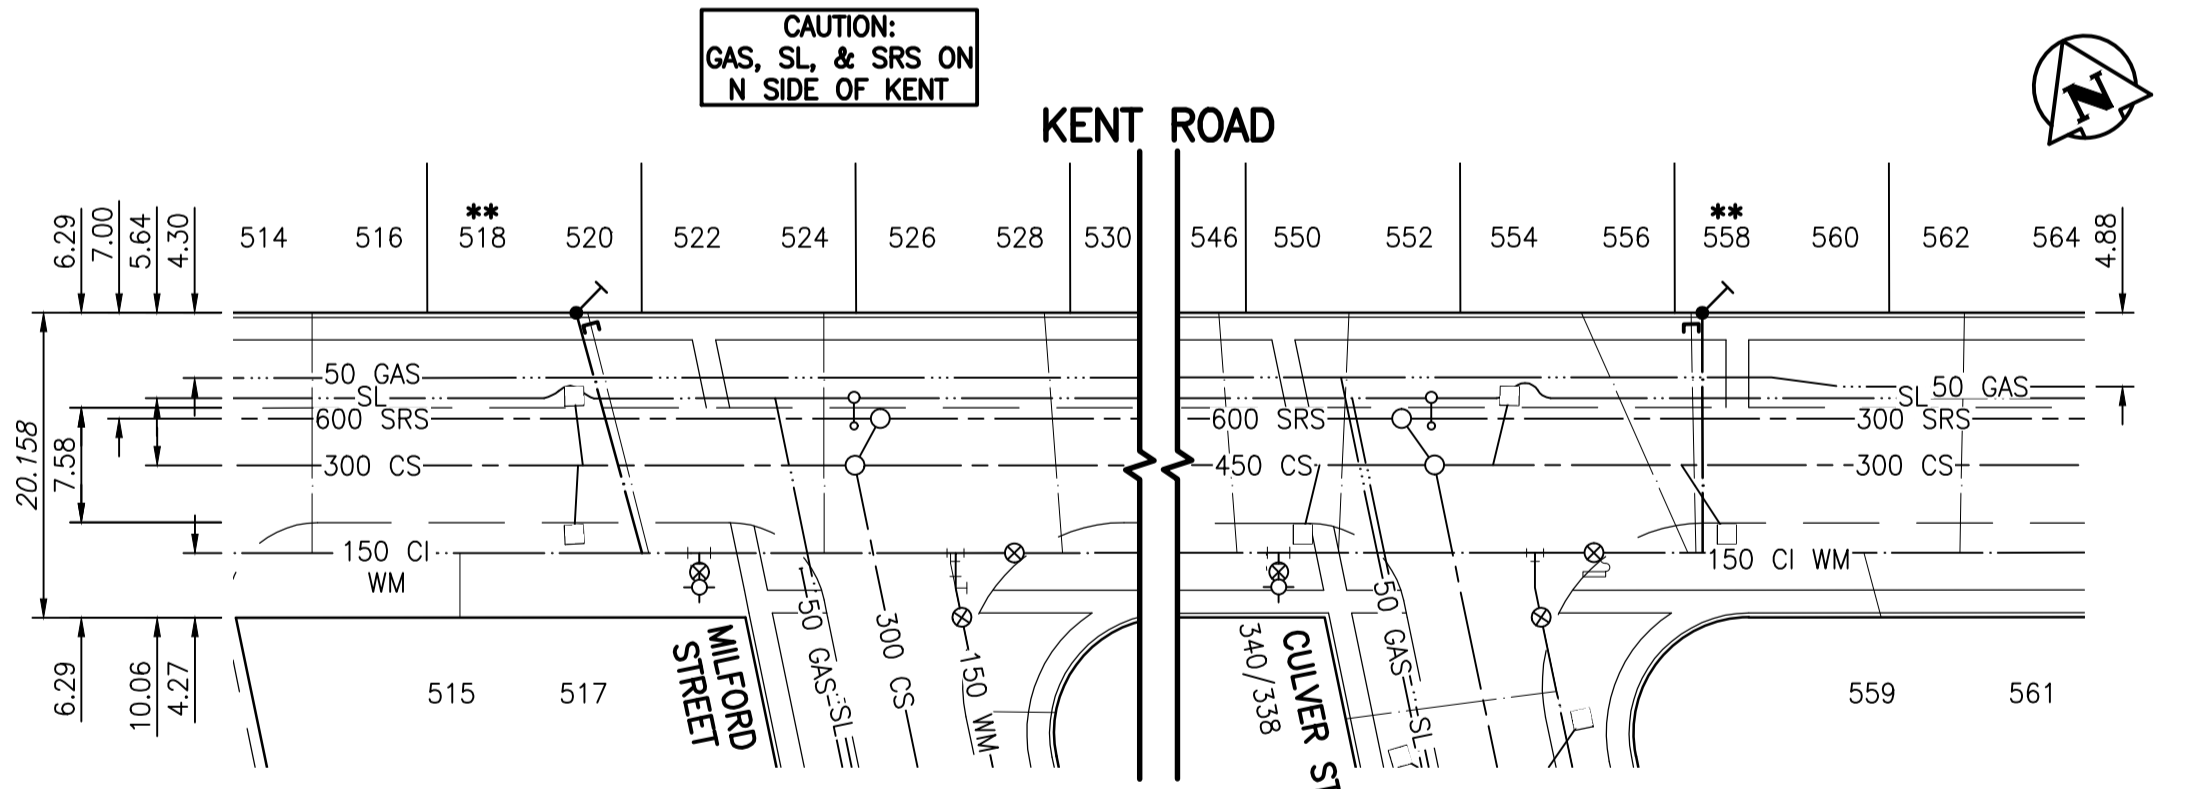 CAUTION:
GAS, SL, & SRS ON
N SIDE OF KENT
N
KENT ROAD
6.29
7.00
5.64
4.30
514 516 518 520 522 524 526 528 530 546 550 552 554 556 558 560 562 564
**
**
4.88
50 GAS
SL
600 SRS
300 CS
150 CI
WM
600 SRS
450 CS
SL
50 GAS
300 SRS
300 CS
150 CI WM
20.158
7.58
6.29
10.06
4.27
515 517
MILFORD
STREET
50 GAS
SL
300 CS
150 WM
340/338
CULVER ST
50 GAS
SL
559 561